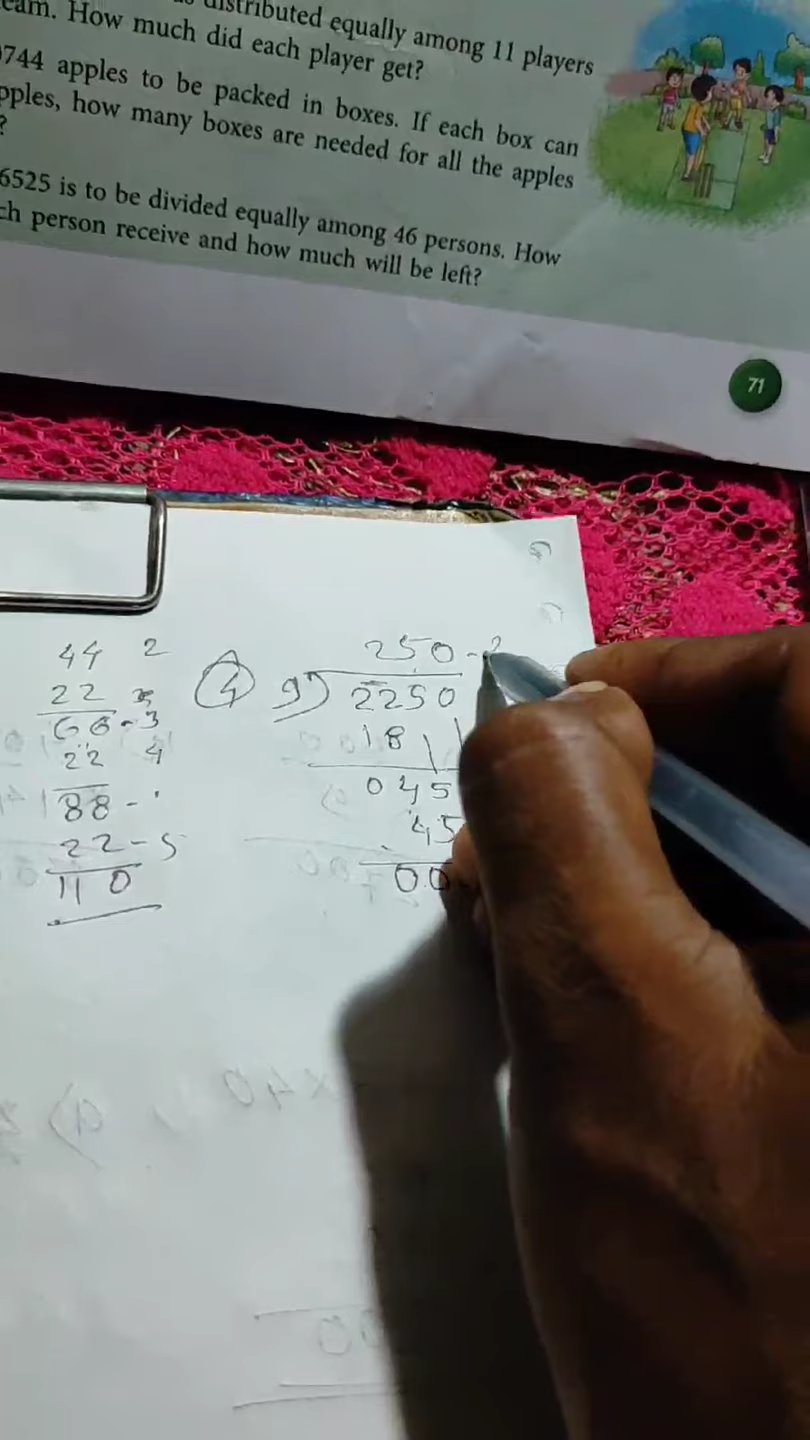 distributed equally among 11 players
eam. How much did each player get?
744 apples to be packed in boxes. If each box can
pples, how many boxes are needed for all the apples
?
6525 is to be divided equally among 46 persons. How
ch person receive and how much will be left?
71
44 2
22
66 - 3
22 4
88 -
22 - 5
110
4
250 -
9) 2250
18
045
45
00